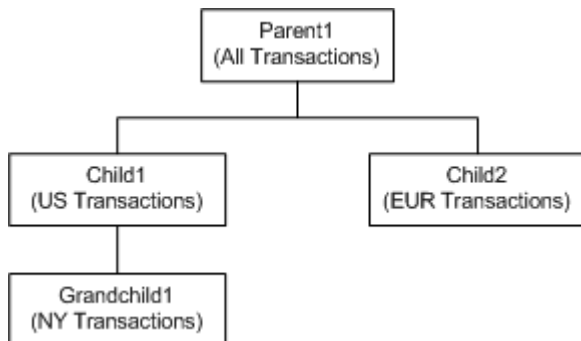 Parent1
(All Transactions)
Child1
(US Transactions)
Child2
(EUR Transactions)
Grandchild1
(NY Transactions)